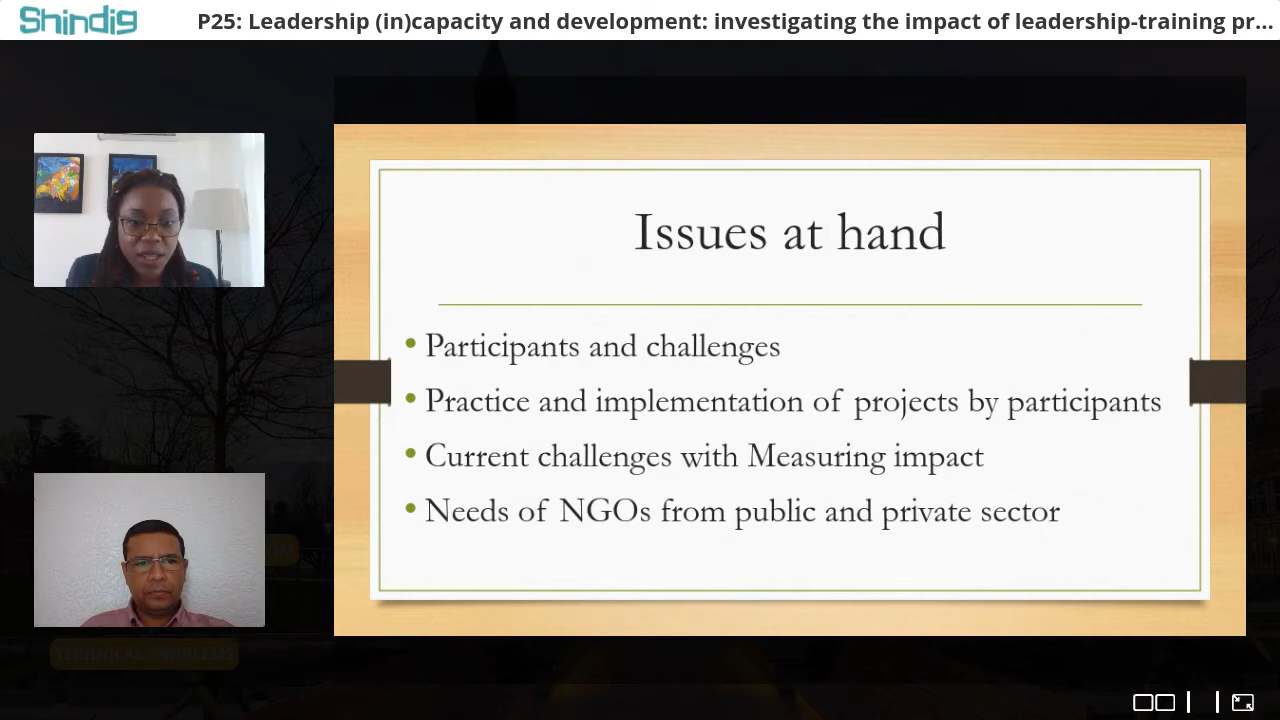 Shindig
P25: Leadership (in)capacity and development: investigating the impact of leadership-training pr...
Issues at hand
• Participants and challenges
• Practice and implementation of projects by participants
• Current challenges with Measuring impact
• Needs of NGOs from public and private sector
TECHNICAL PROBLEMS